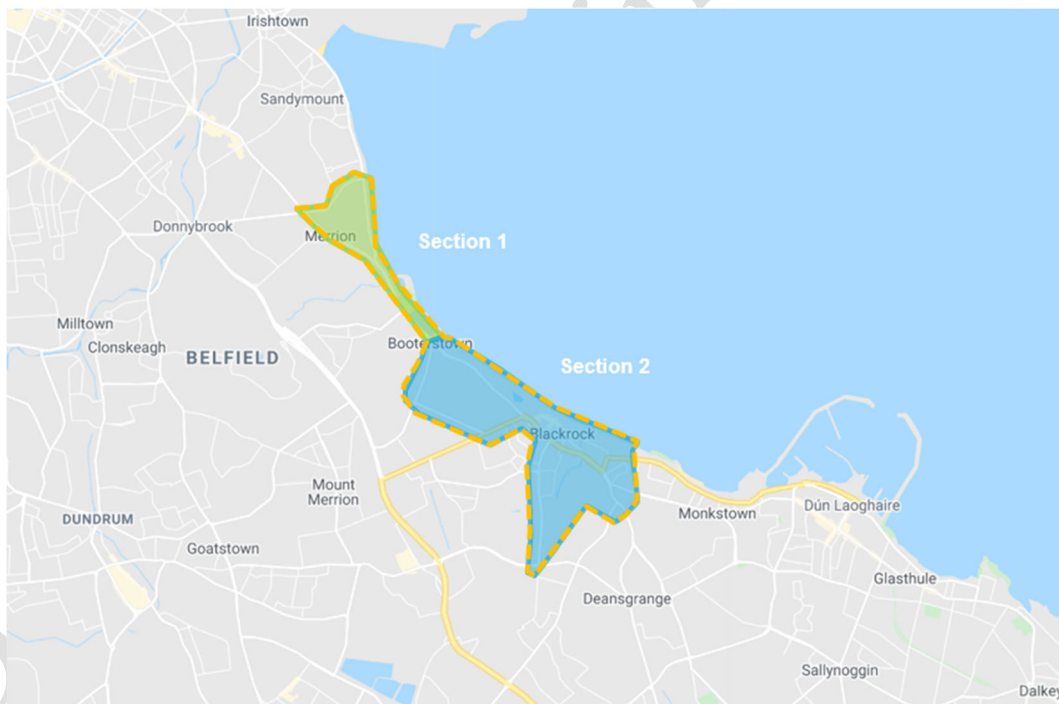 Irishtown
Sandymount
Donnybrook
Merrion
Section 1
Milltown
Clonskeagh
BELFIELD
Booterstown
Section 2
Blackrock
Mount
Merrion
DUNDRUM
Goatstown
Monkstown
Dún Laoghaire
Glasthule
Deansgrange
Sallynoggin
Dalkey